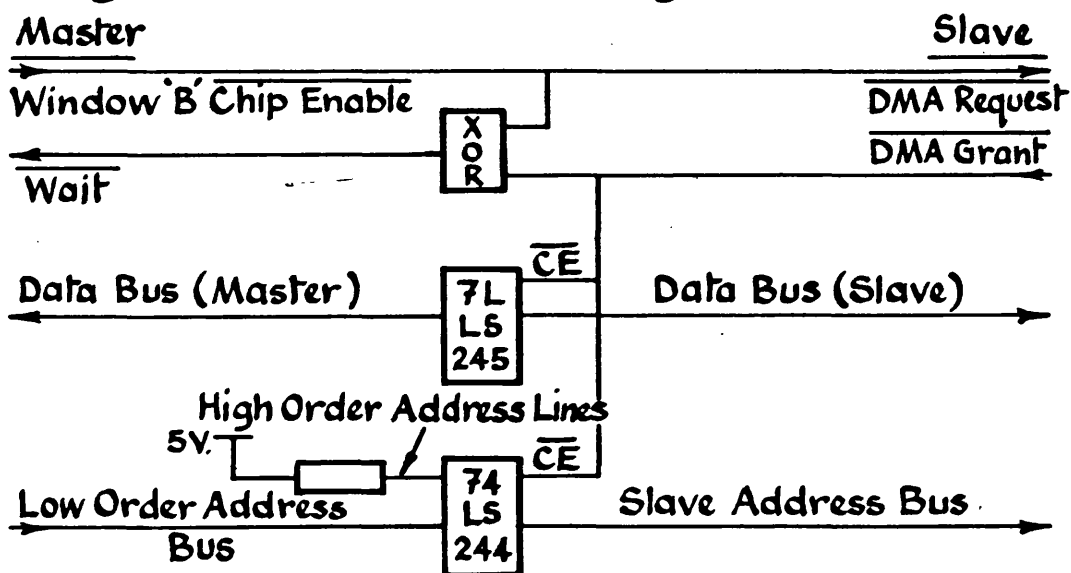 Master
Slave
Window 'B' Chip Enable
DMA Request
X
O
R
DMA Grant
Wait
CE
Data Bus (Master)
7L
LS
245
Data Bus (Slave)
High Order Address Lines
5V.
CE
Low Order Address
Bus
74
LS
244
Slave Address Bus